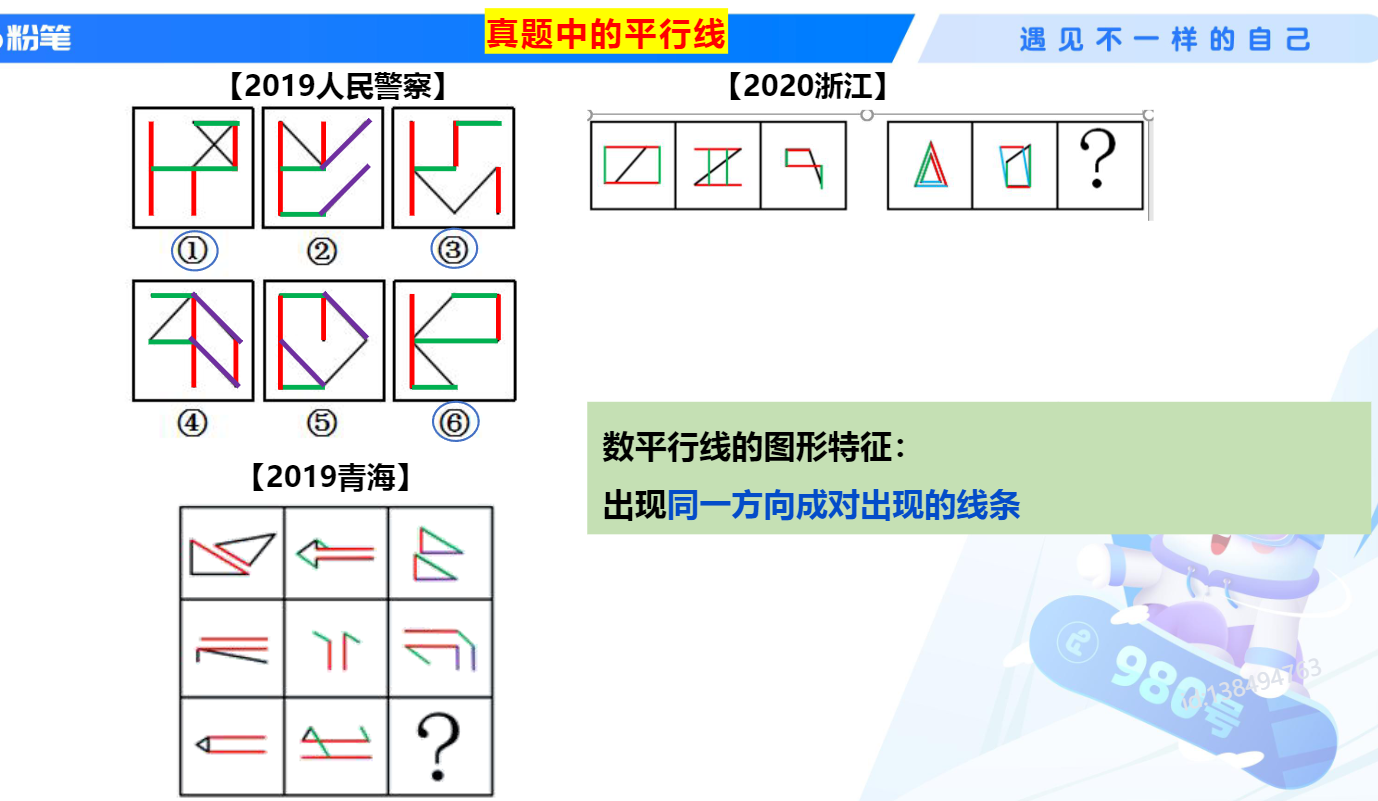 粉笔
真题中的平行线
遇见不一样的自己
【2019人民警察】
【2020浙江】
?
① ② ③
④ ⑤ ⑥
数平行线的图形特征：
出现同一方向成对出现的线条
【2019青海】
?
980号
id:138494763